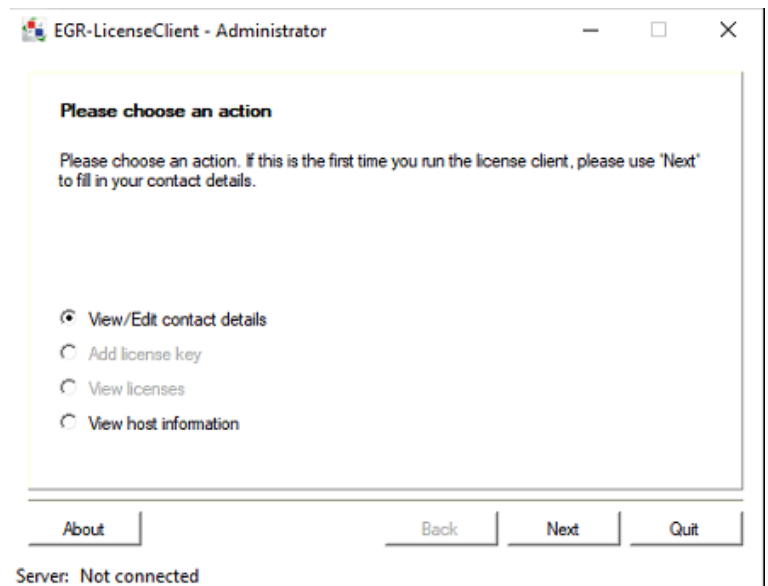 EGR-LicenseClient - Administrator
Please choose an action
Please choose an action. If this is the first time you run the license client, please use 'Next'
to fill in your contact details.
View/Edit contact details
Add license key
View licenses
View host information
About Back Next Quit
Server: Not connected